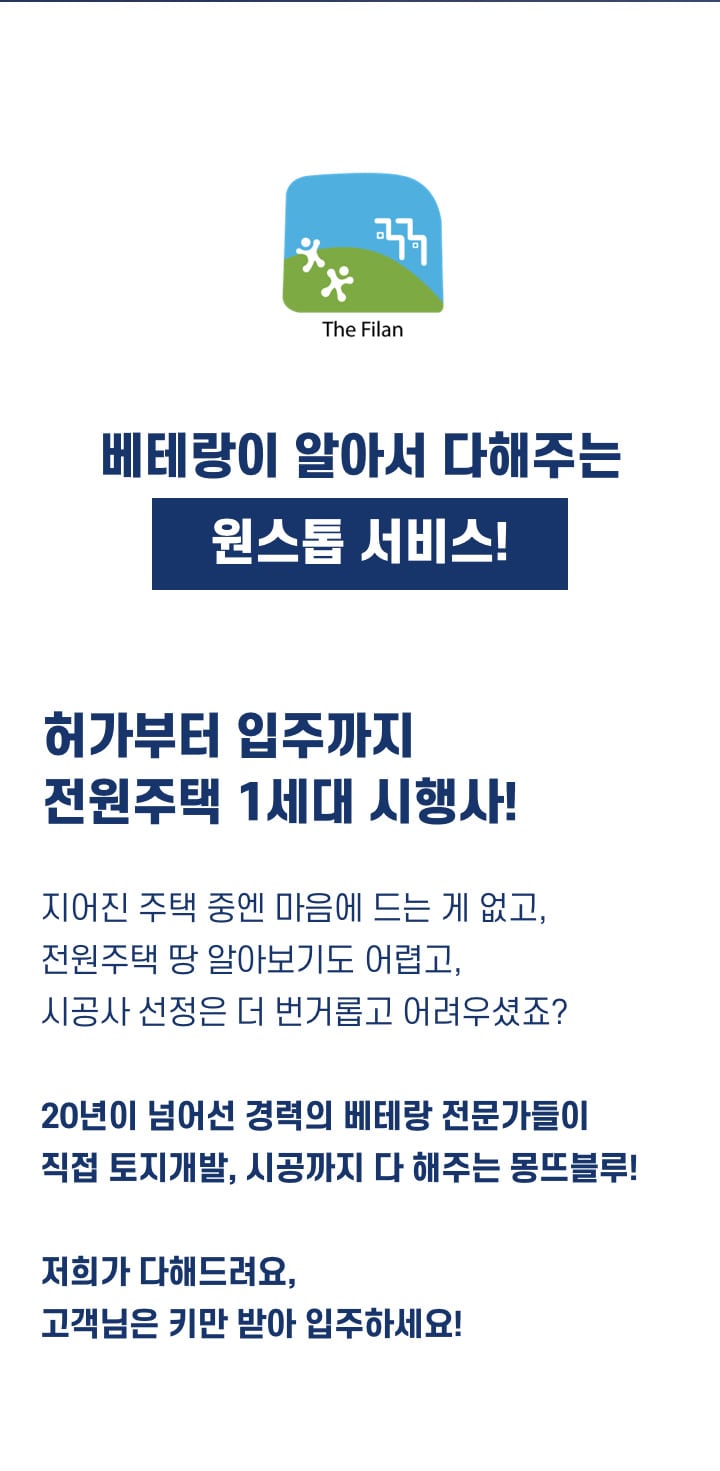 The Filan
베테랑이 알아서 다해주는
원스톱 서비스!
허가부터 입주까지
전원주택 1세대 시행사!
지어진 주택 중엔 마음에 드는 게 없고,
전원주택 땅 알아보기도 어렵고,
시공사 선정은 더 번거롭고 어려우셨죠?
20년이 넘어선 경력의 베테랑 전문가들이
직접 토지개발, 시공까지 다 해주는 몽뜨블루!
저희가 다해드려요,
고객님은 키만 받아 입주하세요!